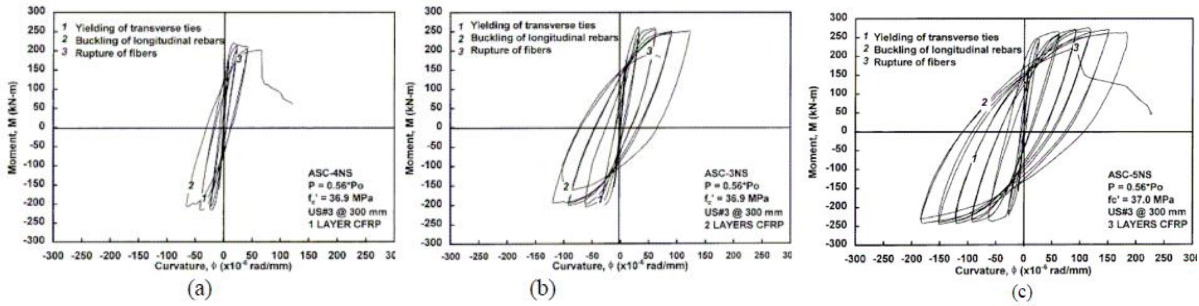 1 Yielding of transverse ties
2 Buckling of longitudinal rebars
3 Rupture of fibers
Moment, M (kN-m)
300
250
200
150
100
50
0
-50
-100
-150
-200
-250
-300
3
2
1
ASC-4NS
P = 0.56*Po
fc' = 36.9 MPa
US#3 @ 300 mm
1 LAYER CFRP
-300 -250 -200 -150 -100 -50 0 50 100 150 200 250 300
Curvature, ϕ (x10-6 rad/mm)
(a)
1 Yielding of transverse ties
2 Buckling of longitudinal rebars
3 Rupture of fibers
Moment, M (kN-m)
300
250
200
150
100
50
0
-50
-100
-150
-200
-250
-300
3
2
1
ASC-3NS
P = 0.56*Po
fc' = 36.9 MPa
US#3 @ 300 mm
2 LAYERS CFRP
-300 -250 -200 -150 -100 -50 0 50 100 150 200 250 300
Curvature, ϕ (x10-6 rad/mm)
(b)
1 Yielding of transverse ties
2 Buckling of longitudinal rebars
3 Rupture of fibers
Moment, M (kN-m)
300
250
200
150
100
50
0
-50
-100
-150
-200
-250
-300
3
2
1
ASC-5NS
P = 0.56*Po
fc' = 37.0 MPa
US#3 @ 300 mm
3 LAYERS CFRP
-300 -250 -200 -150 -100 -50 0 50 100 150 200 250 30
Curvature, ϕ (x10-6 rad/mm)
(c)